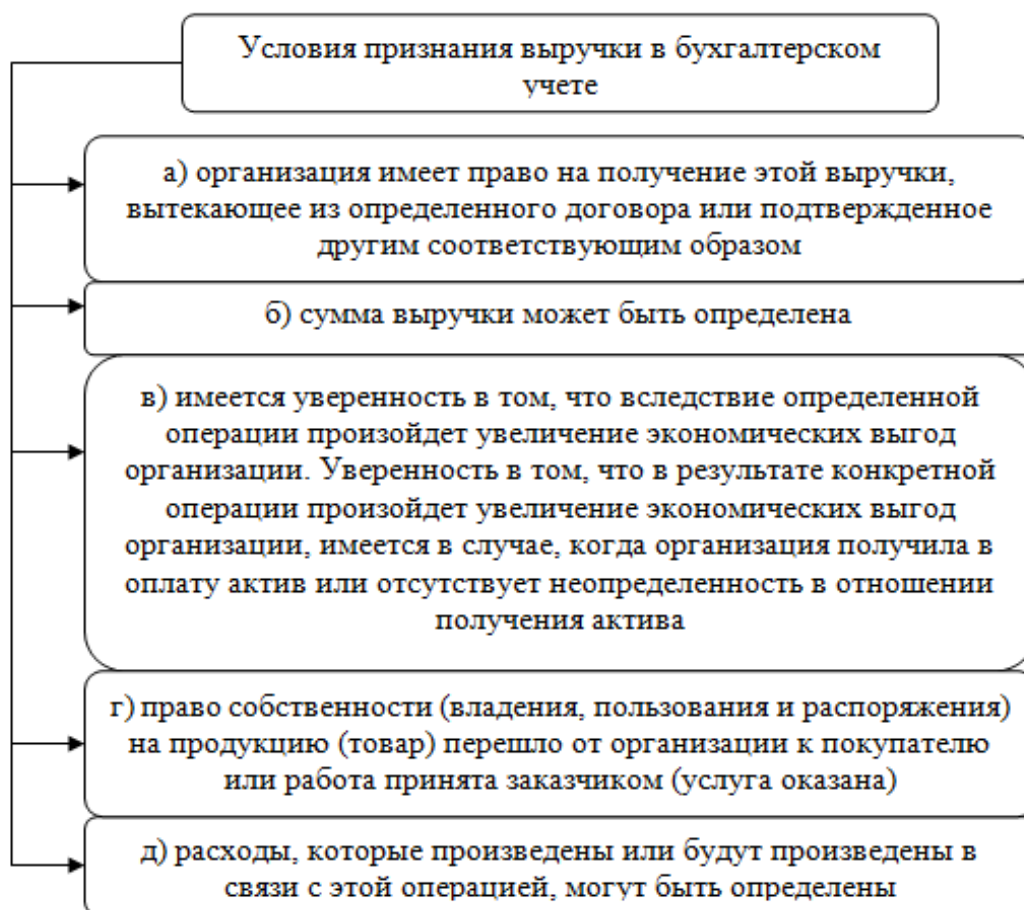 Условия признания выручки в бухгалтерском
учете
а) организация имеет право на получение этой выручки,
вытекающее из определенного договора или подтвержденное
другим соответствующим образом
б) сумма выручки может быть определена
в) имеется уверенность в том, что вследствие определенной
операции произойдет увеличение экономических выгод
организации. Уверенность в том, что в результате конкретной
операции произойдет увеличение экономических выгод
организации, имеется в случае, когда организация получила в
оплату актив или отсутствует неопределенность в отношении
получения актива
г) право собственности (владения, пользования и распоряжения)
на продукцию (товар) перешло от организации к покупателю
или работа принята заказчиком (услуга оказана)
д) расходы, которые произведены или будут произведены в
связи с этой операцией, могут быть определены